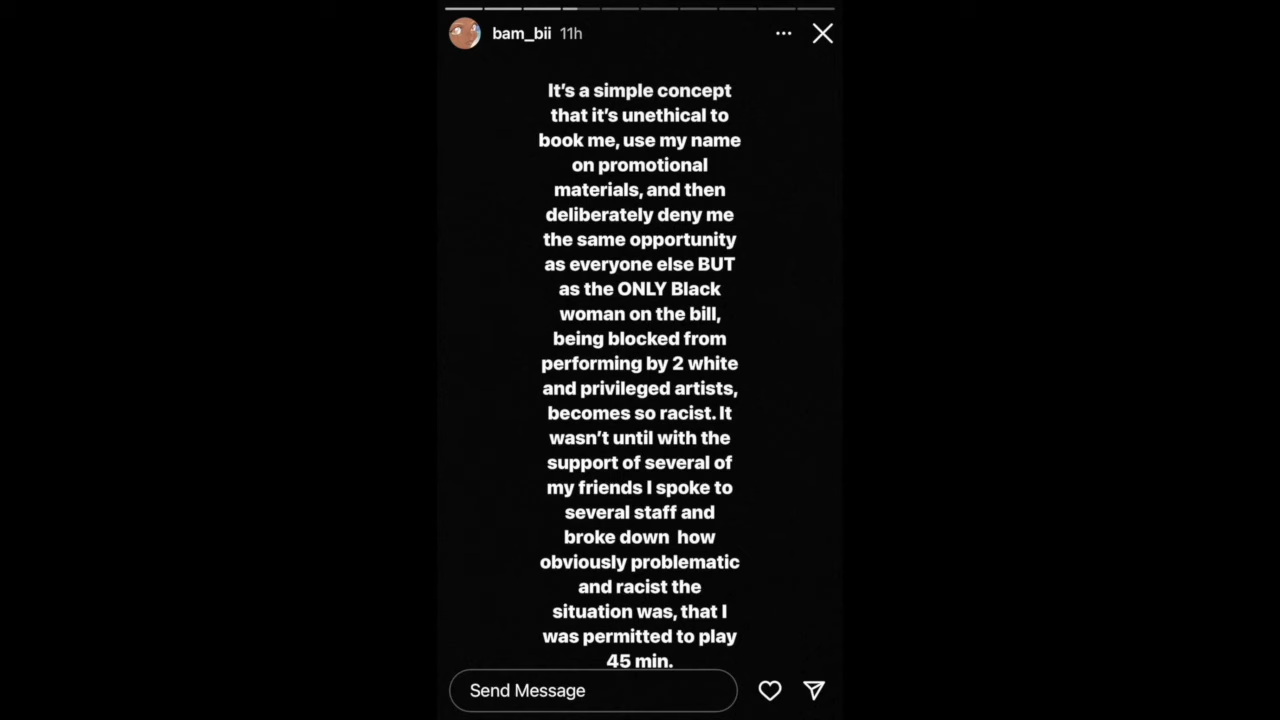 bam_bii 11h
It's a simple concept
that it's unethical to
book me, use my name
on promotional
materials, and then
deliberately deny me
the same opportunity
as everyone else BUT
as the ONLY Black
woman on the bill,
being blocked from
performing by 2 white
and privileged artists,
becomes so racist. It
wasn't until with the
support of several of
my friends I spoke to
several staff and
broke down  how
obviously problematic
and racist the
situation was, that I
was permitted to play
45 min.
Send Message